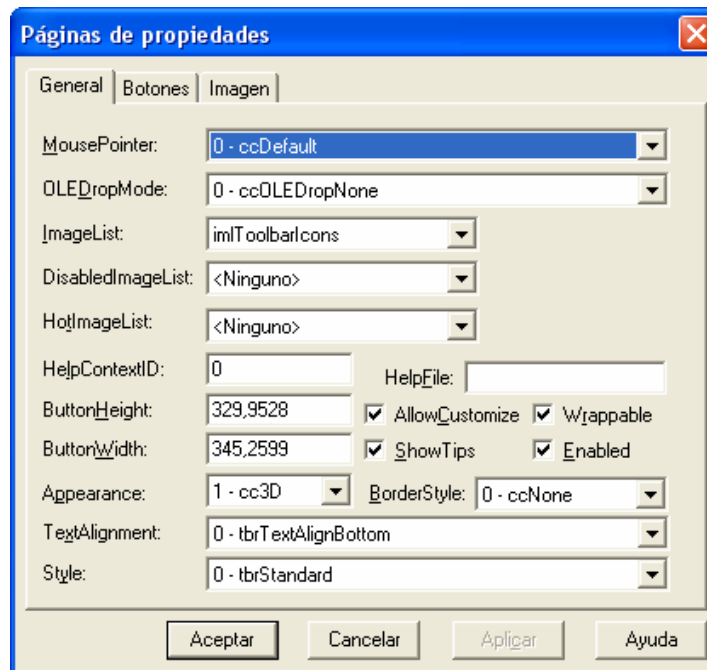 Páginas de propiedades
General Botones Imagen
MousePointer: 0 - ccDefault
OLEDropMode: 0 - ccOLEDropNone
ImageList: imlToolbarIcons
DisabledImageList: <Ninguno>
HotImageList: <Ninguno>
HelpContextID: 0 HelpFile:
ButtonHeight: 329,9528 AllowCustomize Wrappable
ButtonWidth: 345,2599 ShowTips Enabled
Appearance: 1 - cc3D BorderStyle: 0 - ccNone
TextAlignment: 0 - tbrTextAlignBottom
Style: 0 - tbrStandard
Aceptar Cancelar Aplicar Ayuda